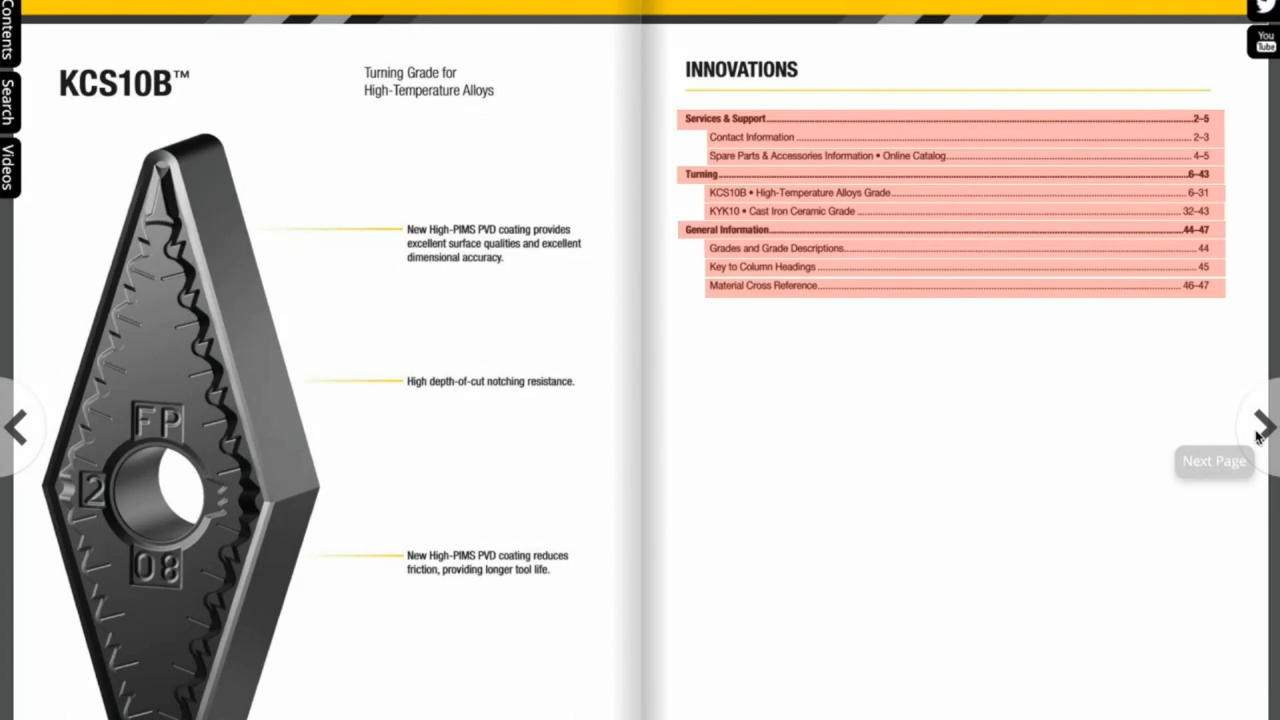 Contents
Search
Videos
KCS10B™
Turning Grade for
High-Temperature Alloys
New High-PIMS PVD coating provides
excellent surface qualities and excellent
dimensional accuracy.
High depth-of-cut notching resistance.
New High-PIMS PVD coating reduces
friction, providing longer tool life.
FP
2
08
INNOVATIONS
Services & Support 2–5
Contact Information 2–3
Spare Parts & Accessories Information • Online Catalog 4–5
Turning 6–43
KCS10B • High-Temperature Alloys Grade 6–31
KYK10 • Cast Iron Ceramic Grade 32–43
General Information 44–47
Grades and Grade Descriptions 44
Key to Column Headings 45
Material Cross Reference 46–47
You
Tube
Next Page